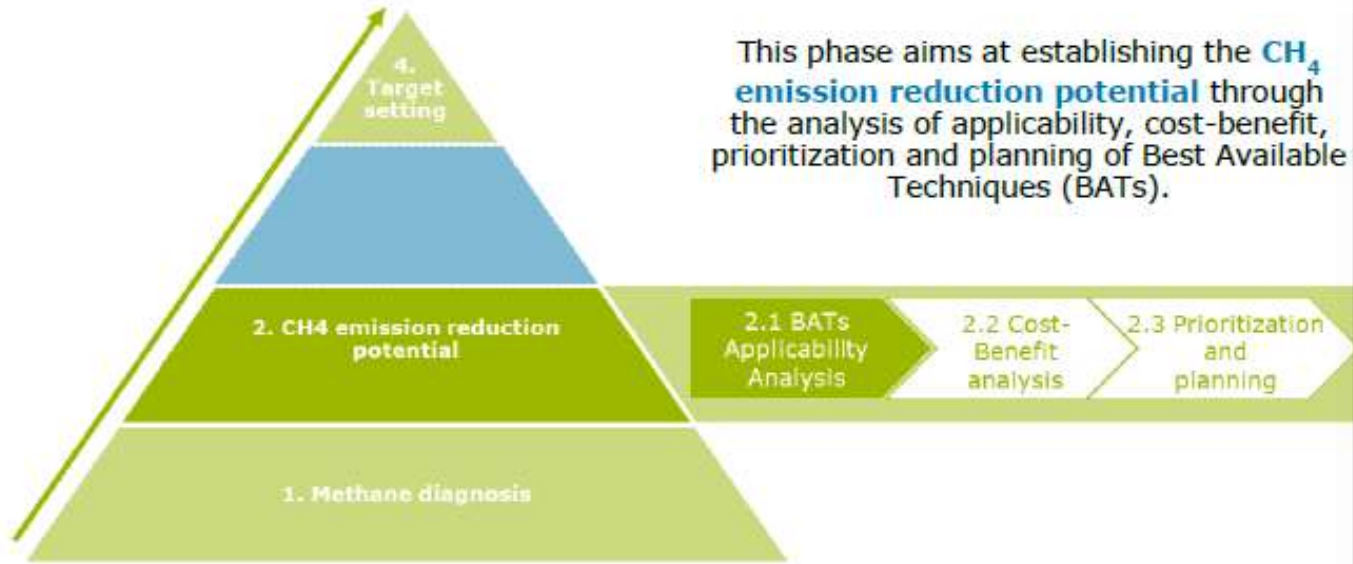 4.
Target
setting
This phase aims at establishing the CH₄
emission reduction potential through
the analysis of applicability, cost-benefit,
prioritization and planning of Best Available
Techniques (BATs).
2. CH4 emission reduction
potential
2.1 BATs
Applicability
Analysis
2.2 Cost-
Benefit
analysis
2.3 Prioritization
and
planning
1. Methane diagnosis